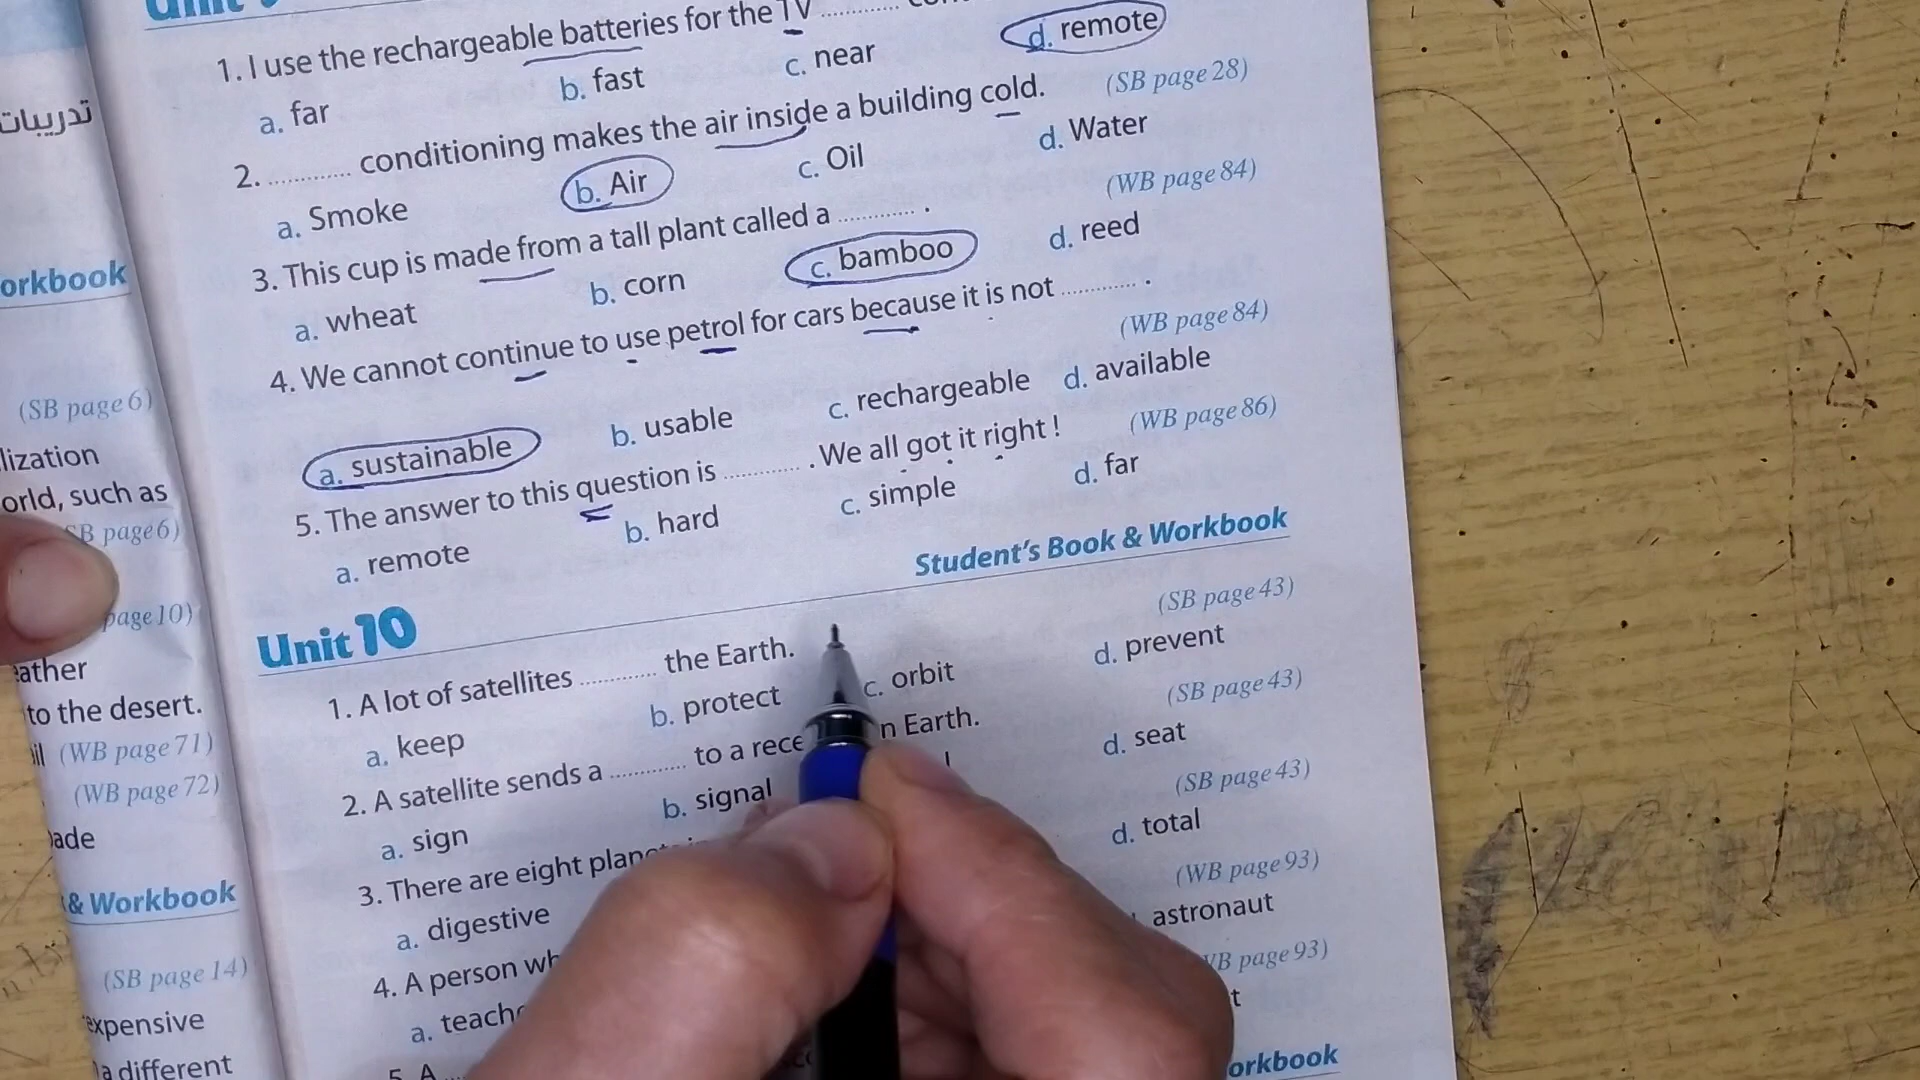 تدريبات
orkbook
(SB page 6)
lization
orld, such as
page 6)
page 10)
eather
to the desert.
il (WB page 71)
(WB page 72)
ade
& Workbook
(SB page 14)
expensive
a different
1. I use the rechargeable batteries for the TV ............
a. far b. fast c. near d. remote
(SB page 28)
2. ............ conditioning makes the air inside a building cold.
a. Smoke b. Air c. Oil d. Water
(WB page 84)
3. This cup is made from a tall plant called a ............ .
a. wheat b. corn c. bamboo d. reed
(WB page 84)
4. We cannot continue to use petrol for cars because it is not ............ .
a. sustainable b. usable c. rechargeable d. available
(WB page 86)
5. The answer to this question is ............ . We all got it right !
a. remote b. hard c. simple d. far
Student's Book & Workbook
Unit 10
(SB page 43)
1. A lot of satellites ............ the Earth.
a. keep b. protect c. orbit d. prevent
(SB page 43)
2. A satellite sends a ............ to a rece n Earth.
a. sign b. signal d. seat
(SB page 43)
3. There are eight
a. digestive d. total
(WB page 93)
4. A person wh
a. teach astronaut
WB page 93)
t
5. A
orkbook